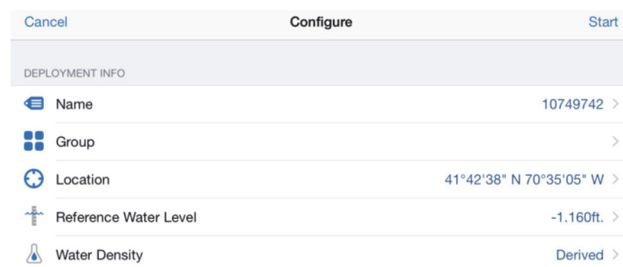 Cancel Configure Start
DEPLOYMENT INFO
Name 10749742 >
Group >
Location 41°42'38" N 70°35'05" W >
Reference Water Level -1.160ft. >
Water Density Derived >